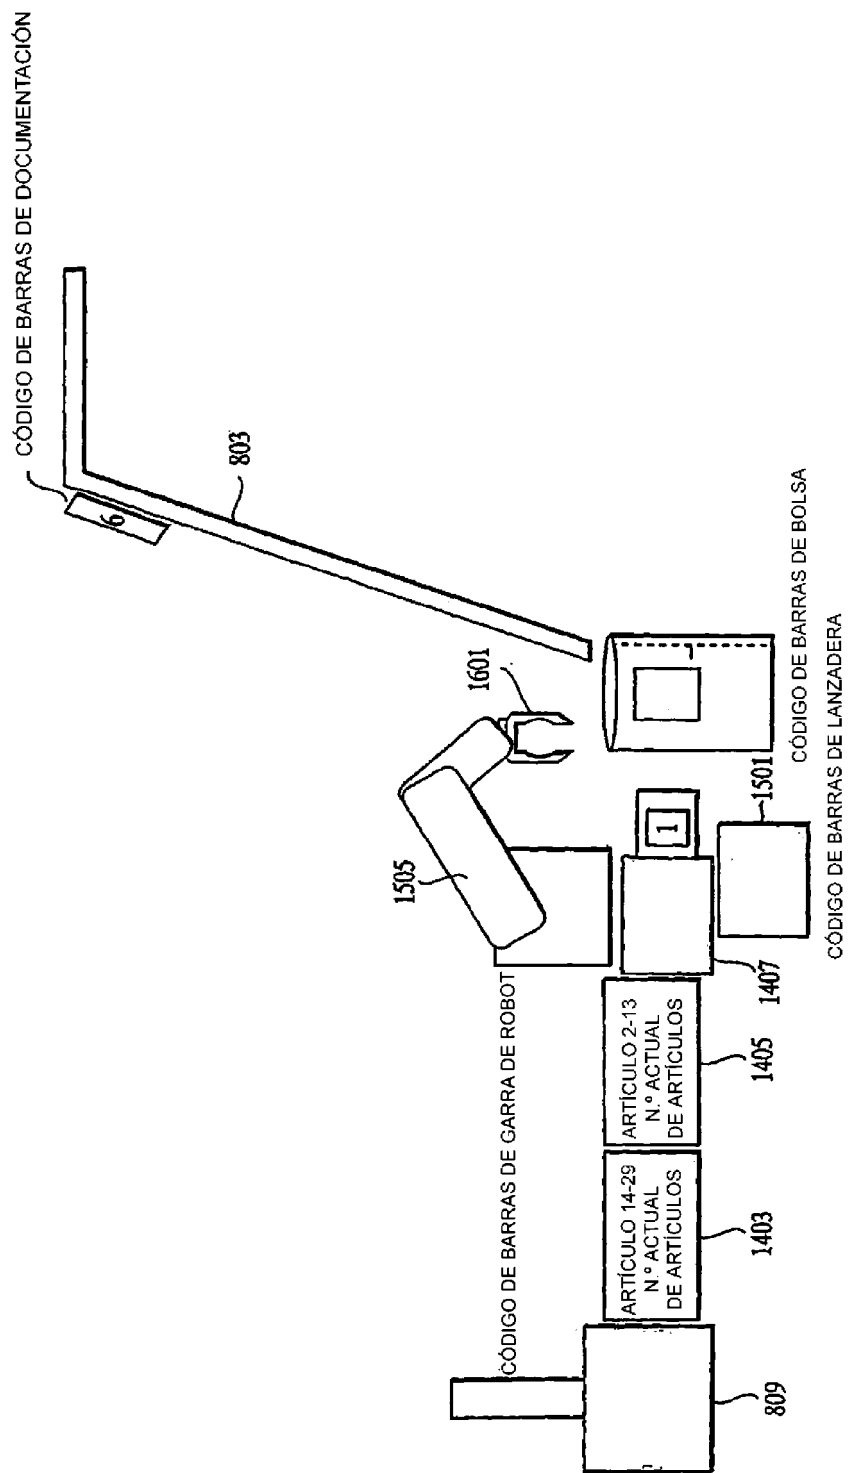 CÓDIGO DE BARRAS DE DOCUMENTACIÓN
6
803
1601
1505
CÓDIGO DE BARRAS DE GARRA DE ROBOT
1
CÓDIGO DE BARRAS DE BOLSA
CÓDIGO DE BARRAS DE LANZADERA
1501
1407
ARTÍCULO 2-13
N.º ACTUAL
DE ARTÍCULOS
1405
ARTÍCULO 14-29
N.º ACTUAL
DE ARTÍCULOS
1403
809